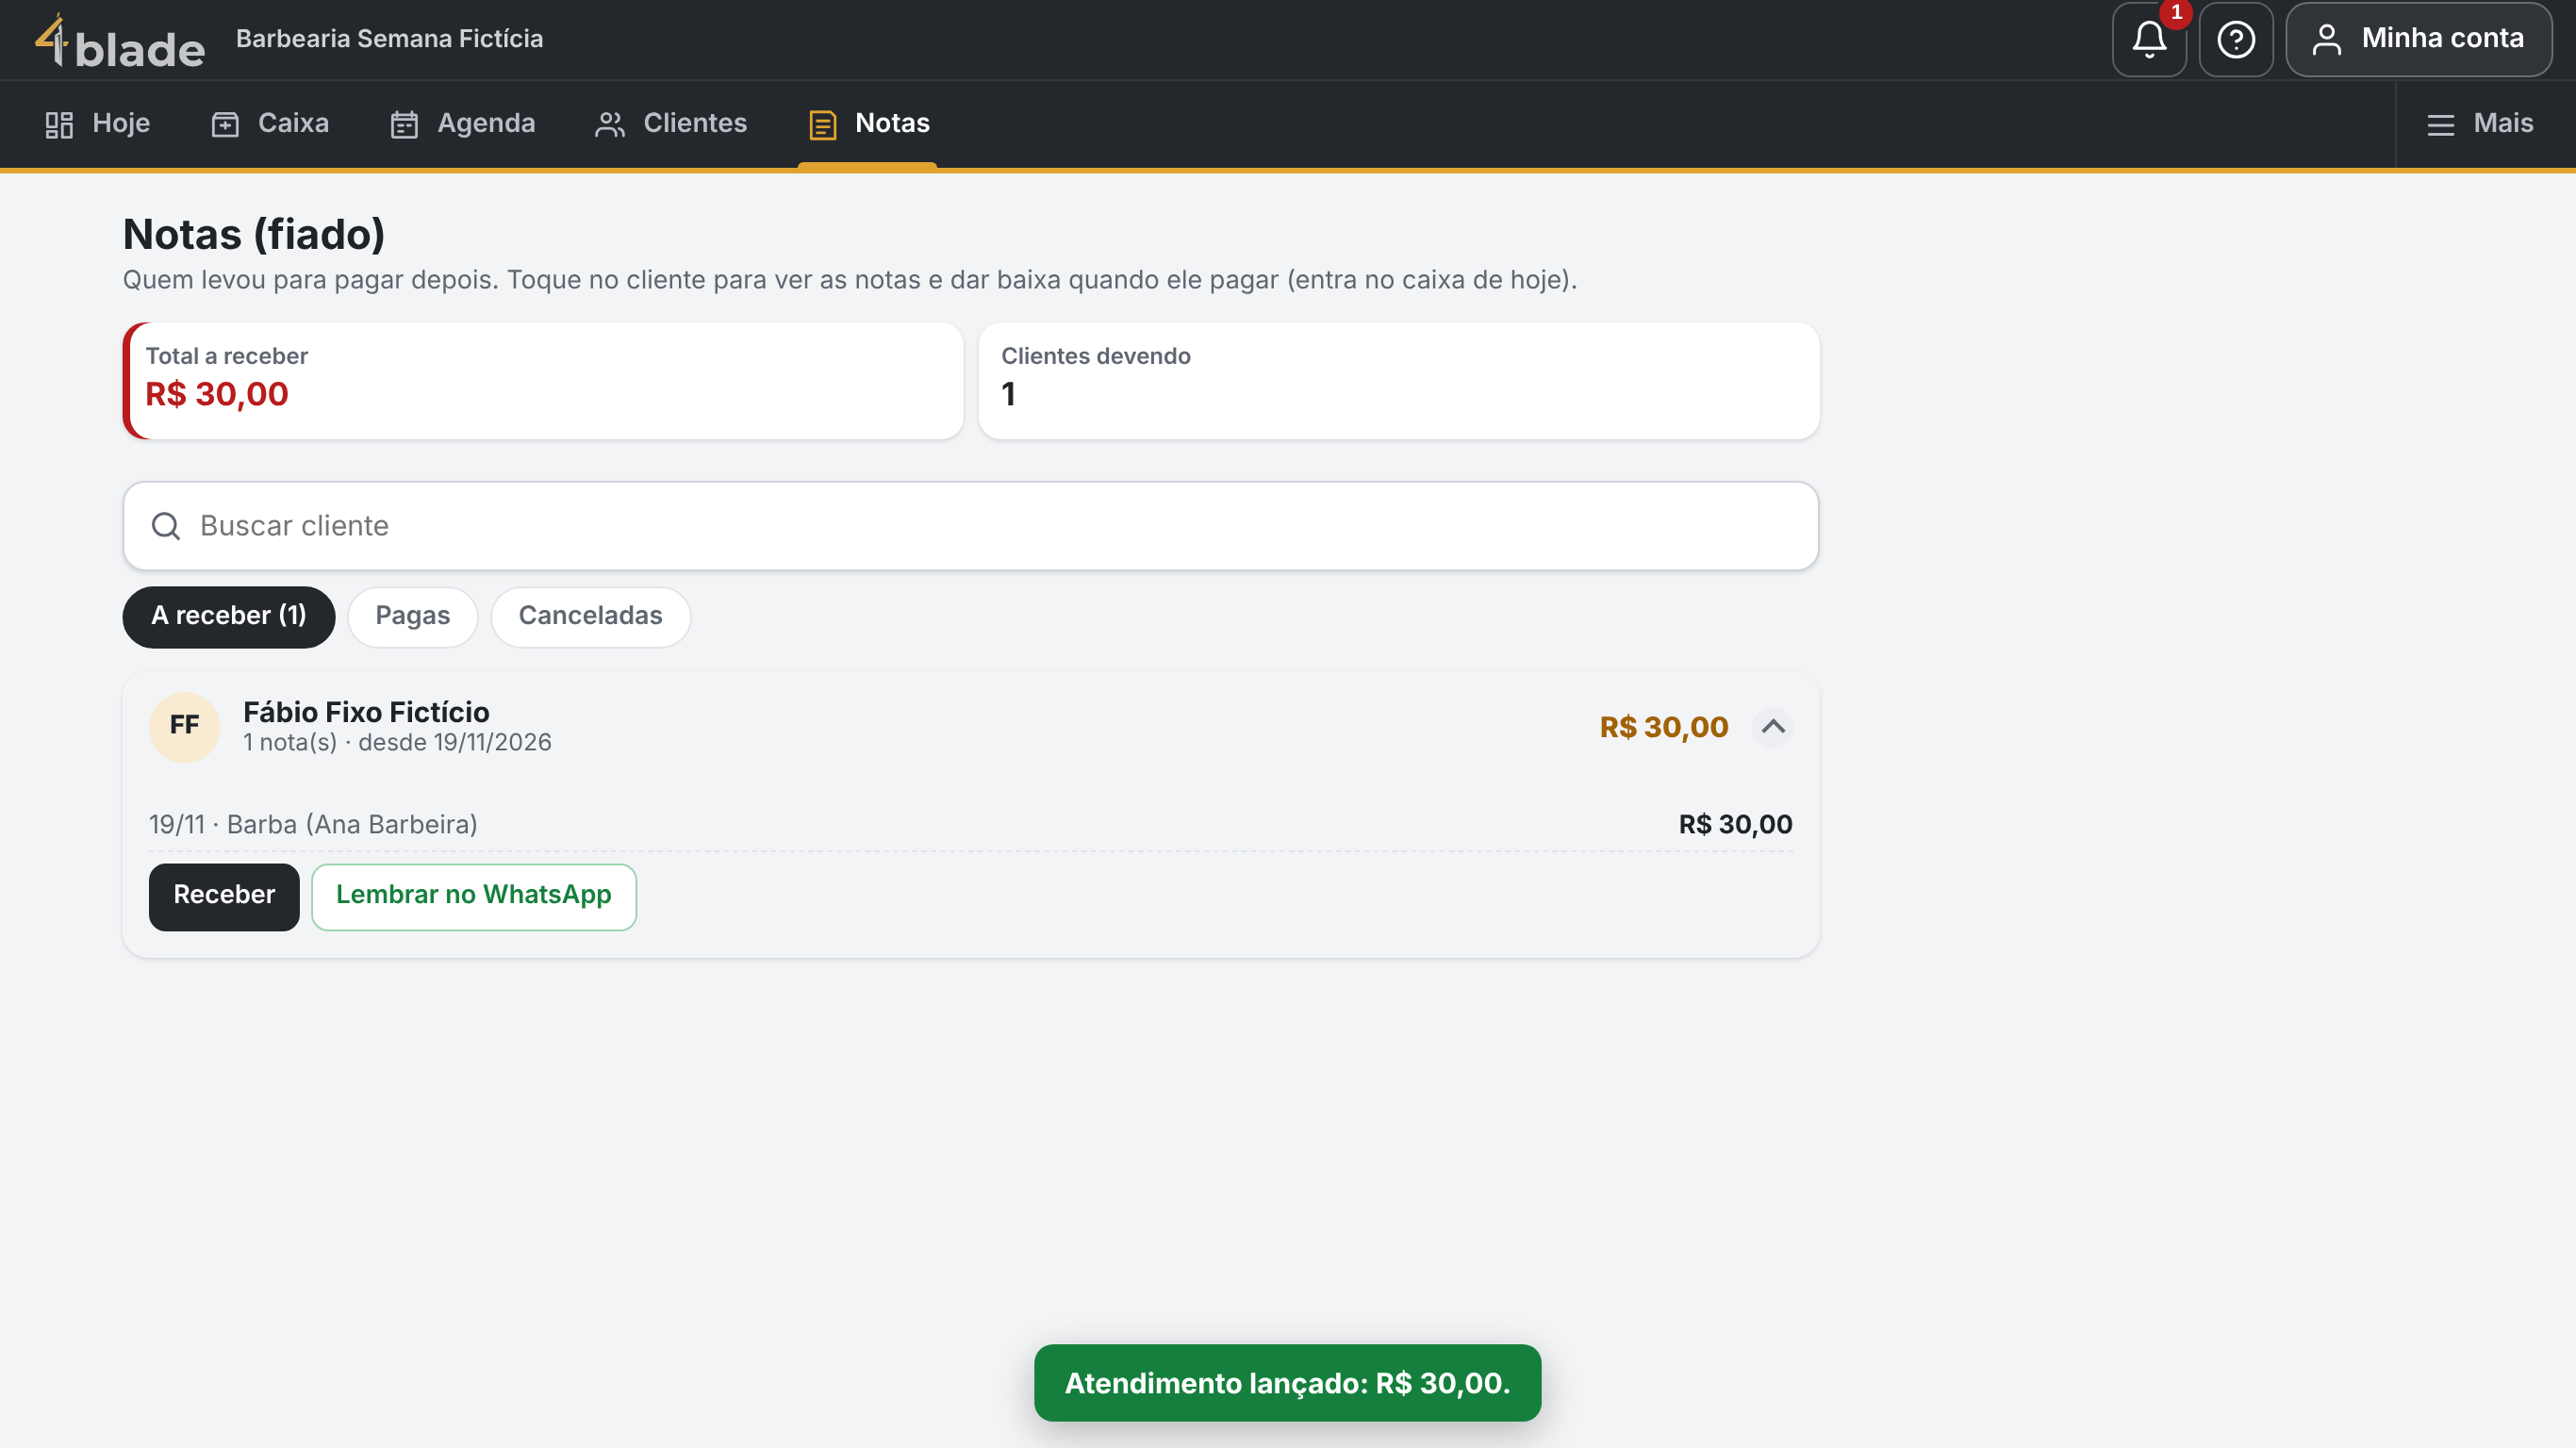 4blade
Barbearia Semana Fictícia
1
Minha conta
Hoje
Caixa
Agenda
Clientes
Notas
Mais
Notas (fiado)
Quem levou para pagar depois. Toque no cliente para ver as notas e dar baixa quando ele pagar (entra no caixa de hoje).
Total a receber
R$ 30,00
Clientes devendo
1
Buscar cliente
A receber (1)
Pagas
Canceladas
FF
Fábio Fixo Fictício
1 nota(s) · desde 19/11/2026
R$ 30,00
19/11 · Barba (Ana Barbeira)
R$ 30,00
Receber
Lembrar no WhatsApp
Atendimento lançado: R$ 30,00.